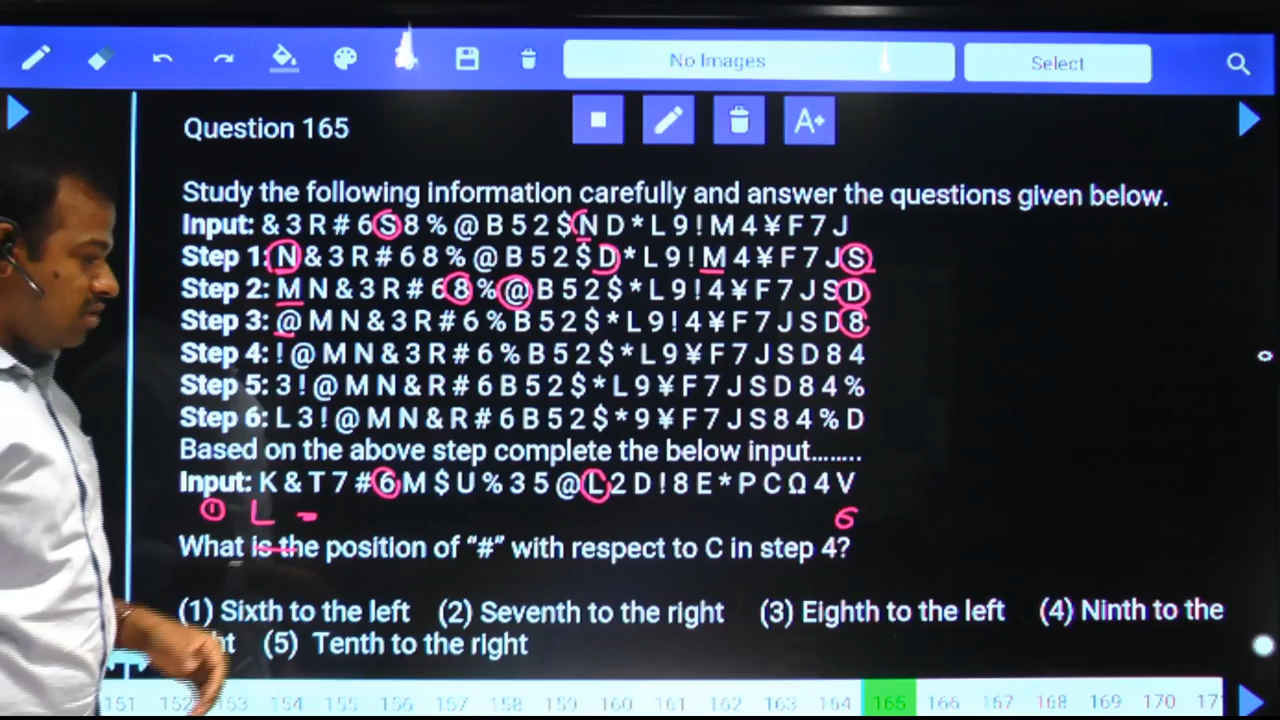 No Images
Select
Question 165
A+
Study the following information carefully and answer the questions given below.
Input: & 3 R # 6 S 8 % @ B 5 2 $ N D * L 9 ! M 4 ¥ F 7 J
Step 1: N & 3 R # 6 8 % @ B 5 2 $ D * L 9 ! M 4 ¥ F 7 J S
Step 2: M N & 3 R # 6 8 % @ B 5 2 $ * L 9 ! 4 ¥ F 7 J S D
Step 3: @ M N & 3 R # 6 % B 5 2 $ * L 9 ! 4 ¥ F 7 J S D 8
Step 4: ! @ M N & 3 R # 6 % B 5 2 $ * L 9 ¥ F 7 J S D 8 4
Step 5: 3 ! @ M N & R # 6 B 5 2 $ * L 9 ¥ F 7 J S D 8 4 %
Step 6: L 3 ! @ M N & R # 6 B 5 2 $ * 9 ¥ F 7 J S 8 4 % D
Based on the above step complete the below input........
Input: K & T 7 # 6 M $ U % 3 5 @ L 2 D ! 8 E * P C Ω 4 V
① L - 6
What is the position of “#” with respect to C in step 4?
(1) Sixth to the left (2) Seventh to the right (3) Eighth to the left (4) Ninth to the
ht (5) Tenth to the right
151 152 153 154 155 156 157 158 159 160 161 162 163 164 165 166 167 168 169 170 17